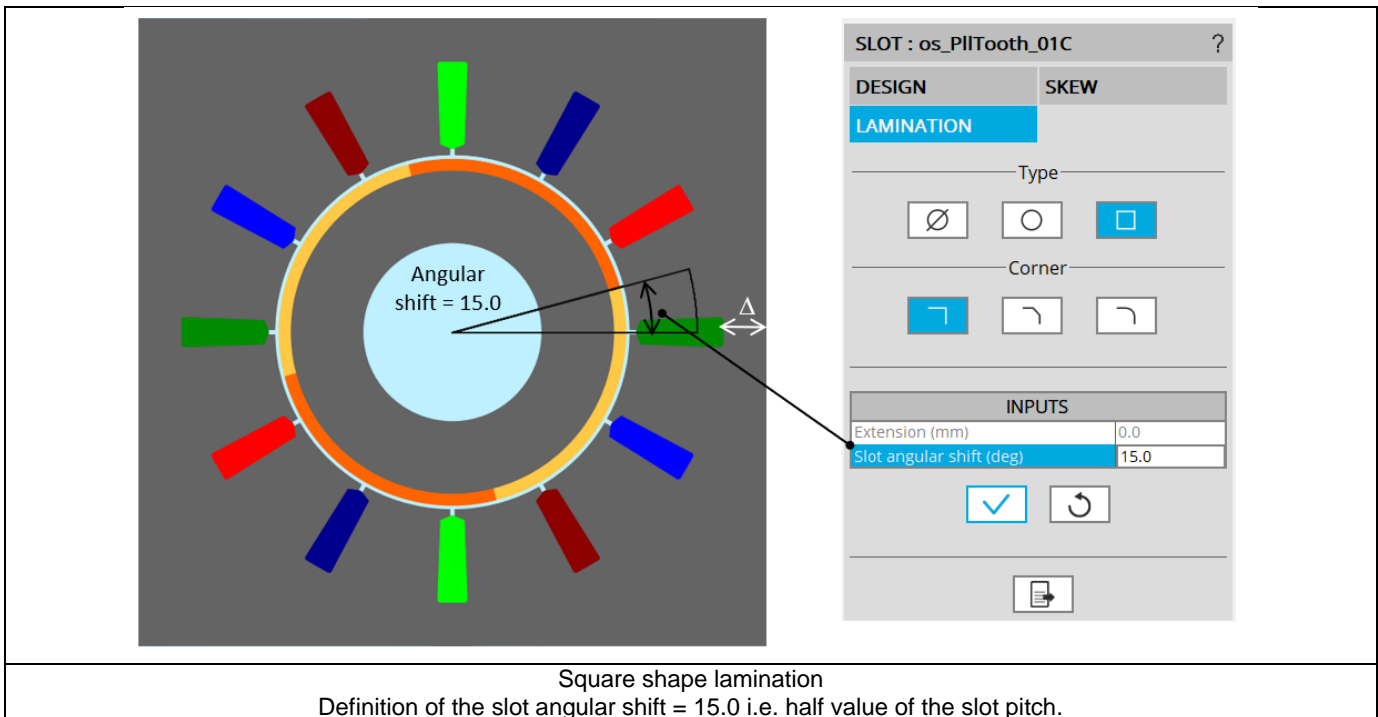 Angular
shift = 15.0
Δ
SLOT : os_PllTooth_01C ?
DESIGN SKEW
LAMINATION
Type
Corner
INPUTS
Extension (mm) 0.0
Slot angular shift (deg) 15.0
Square shape lamination
Definition of the slot angular shift = 15.0 i.e. half value of the slot pitch.